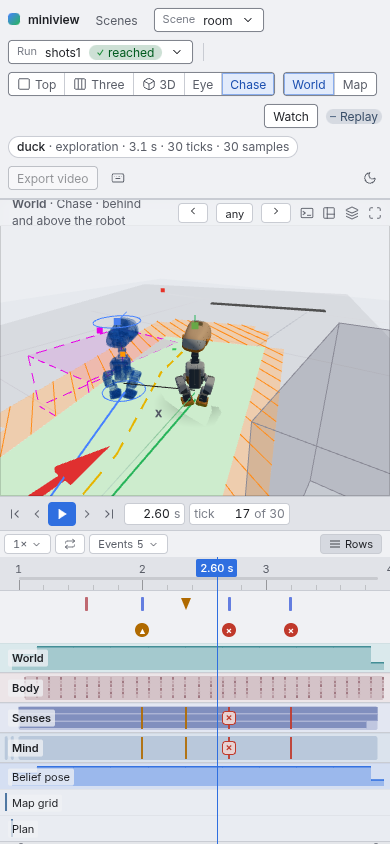 miniview Scenes Scene room
Run shots1 ✓ reached
Top Three 3D Eye Chase World Map
Watch – Replay
duck · exploration · 3.1 s · 30 ticks · 30 samples
Export video
World · Chase · behind and above the robot
any
x
2.60 s tick 17 of 30
1× Events 5 Rows
1 2 2.60 s 3 4
World
Body
Senses
Mind
Belief pose
Map grid
Plan